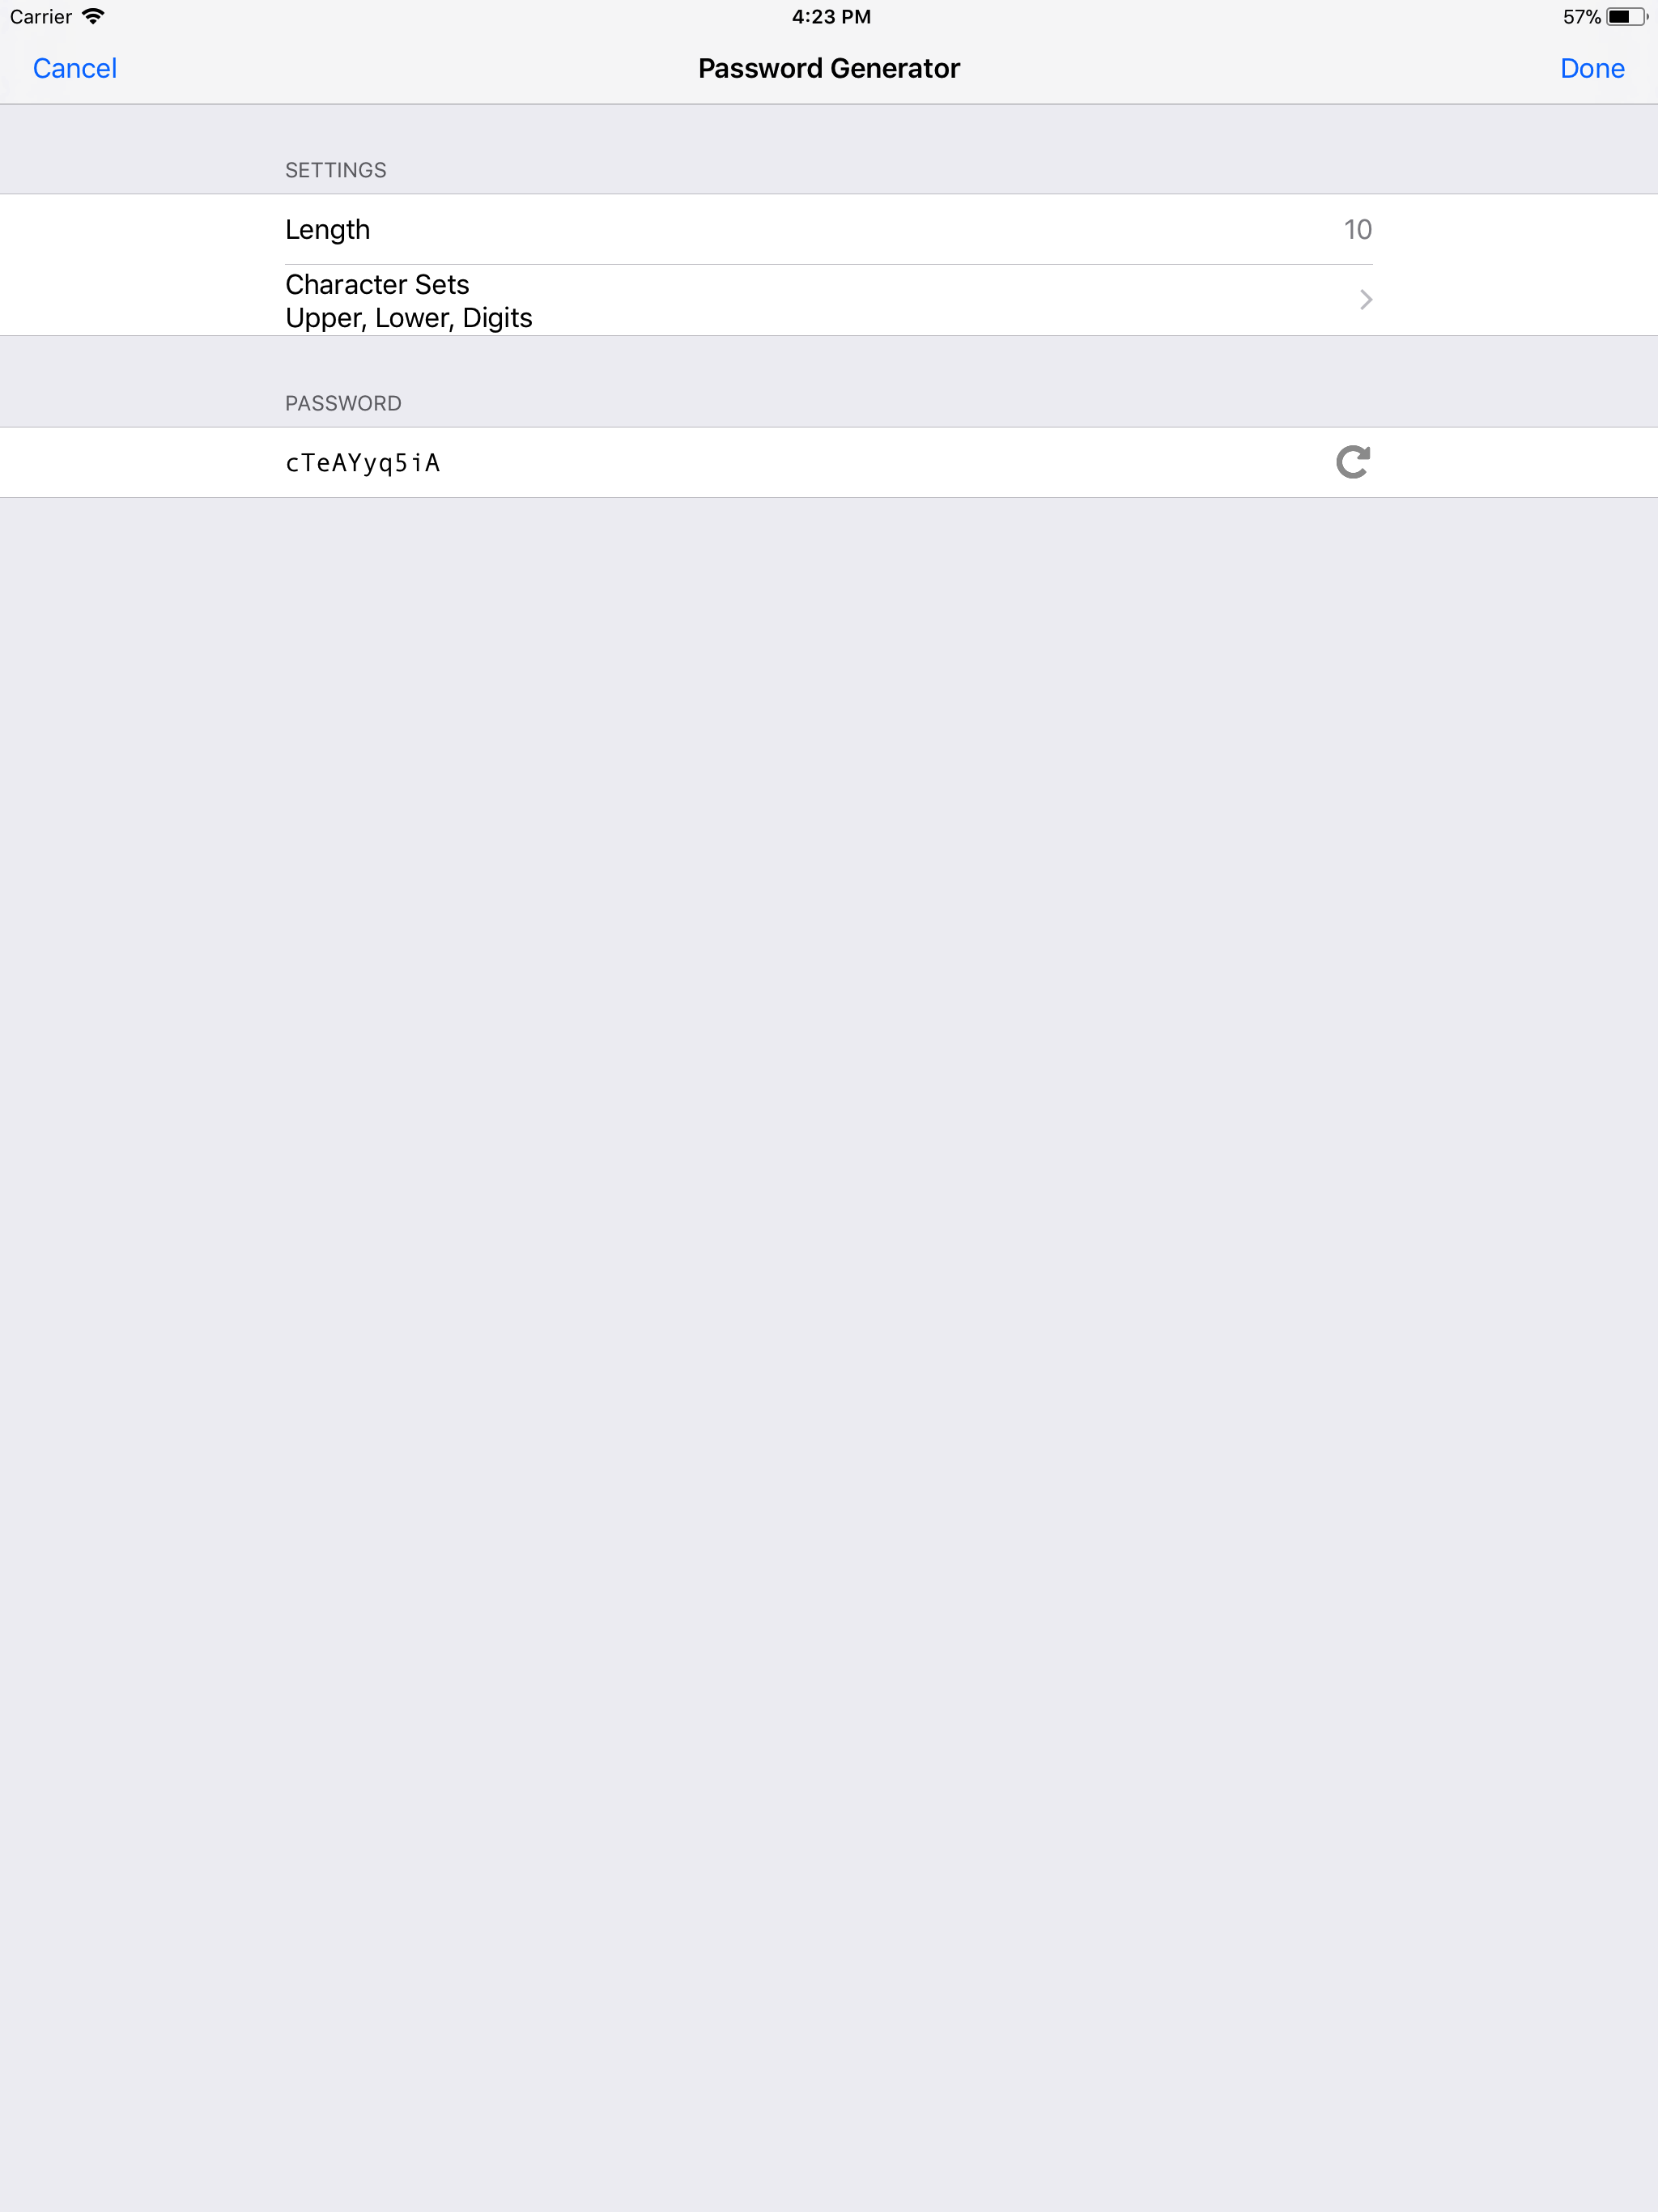 Carrier
4:23 PM
57%
Cancel
Password Generator
Done
SETTINGS
Length
10
Character Sets
Upper, Lower, Digits
PASSWORD
cTeAYyq5iA